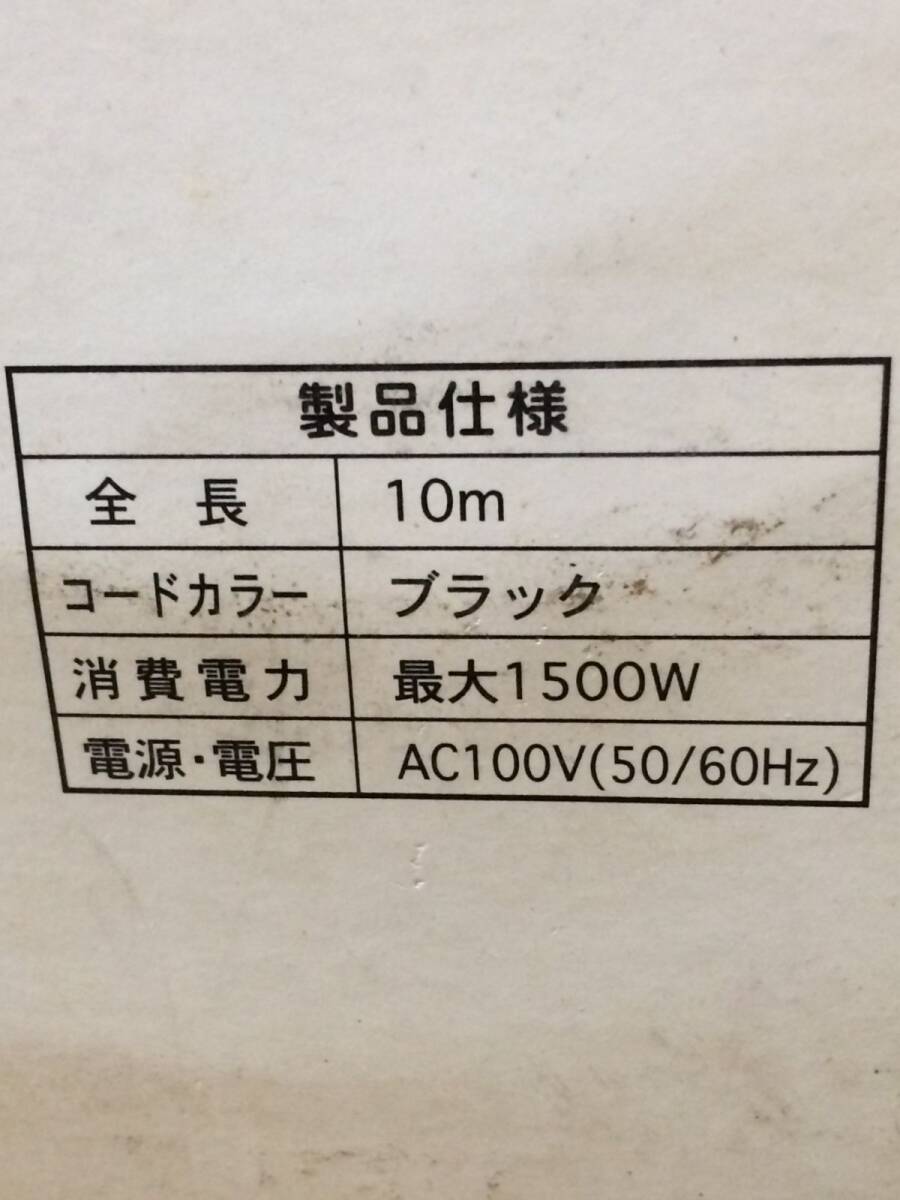 製品仕様
全長 10m
コードカラー ブラック
消費電力 最大1500W
電源・電圧 AC100V(50/60Hz)